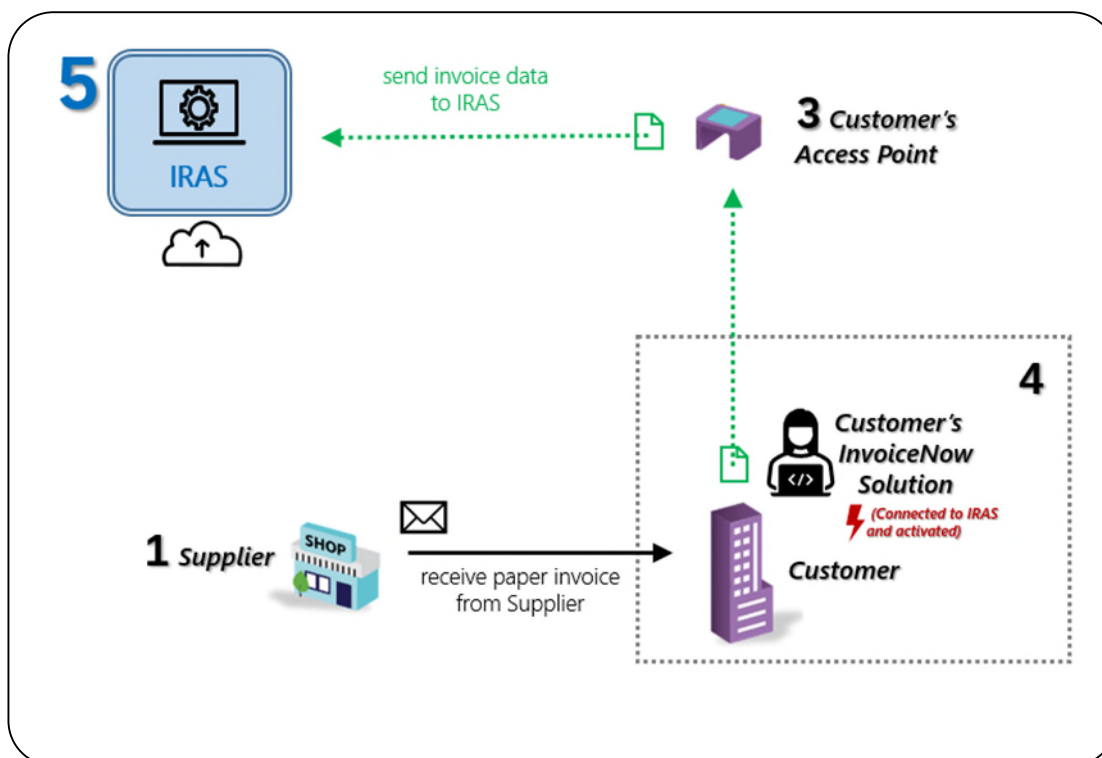 5
IRAS
send invoice data
to IRAS
3 Customer's
Access Point
4
Customer's
InvoiceNow
Solution
(Connected to IRAS
and activated)
</>
1 Supplier
SHOP
receive paper invoice
from Supplier
Customer